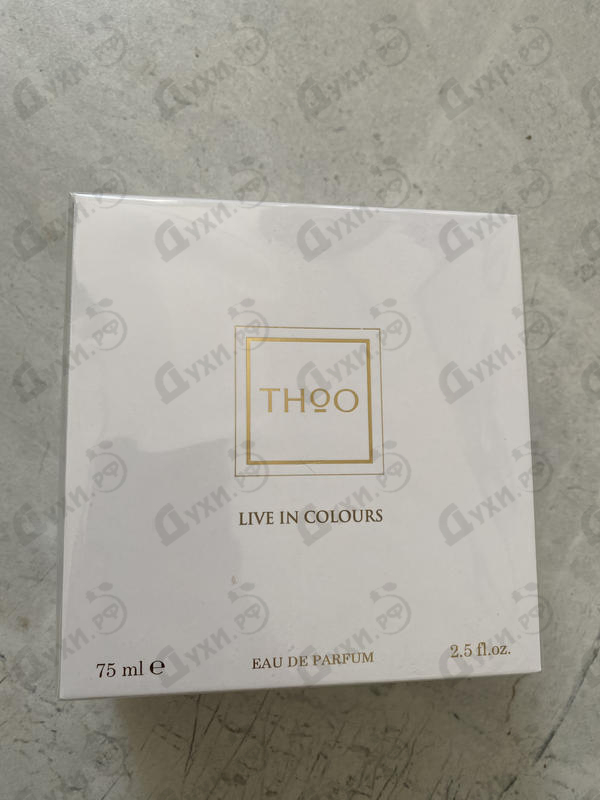 THOO
LIVE IN COLOURS
75 ml ℮
EAU DE PARFUM
2.5 fl.oz.
Духи.РФ